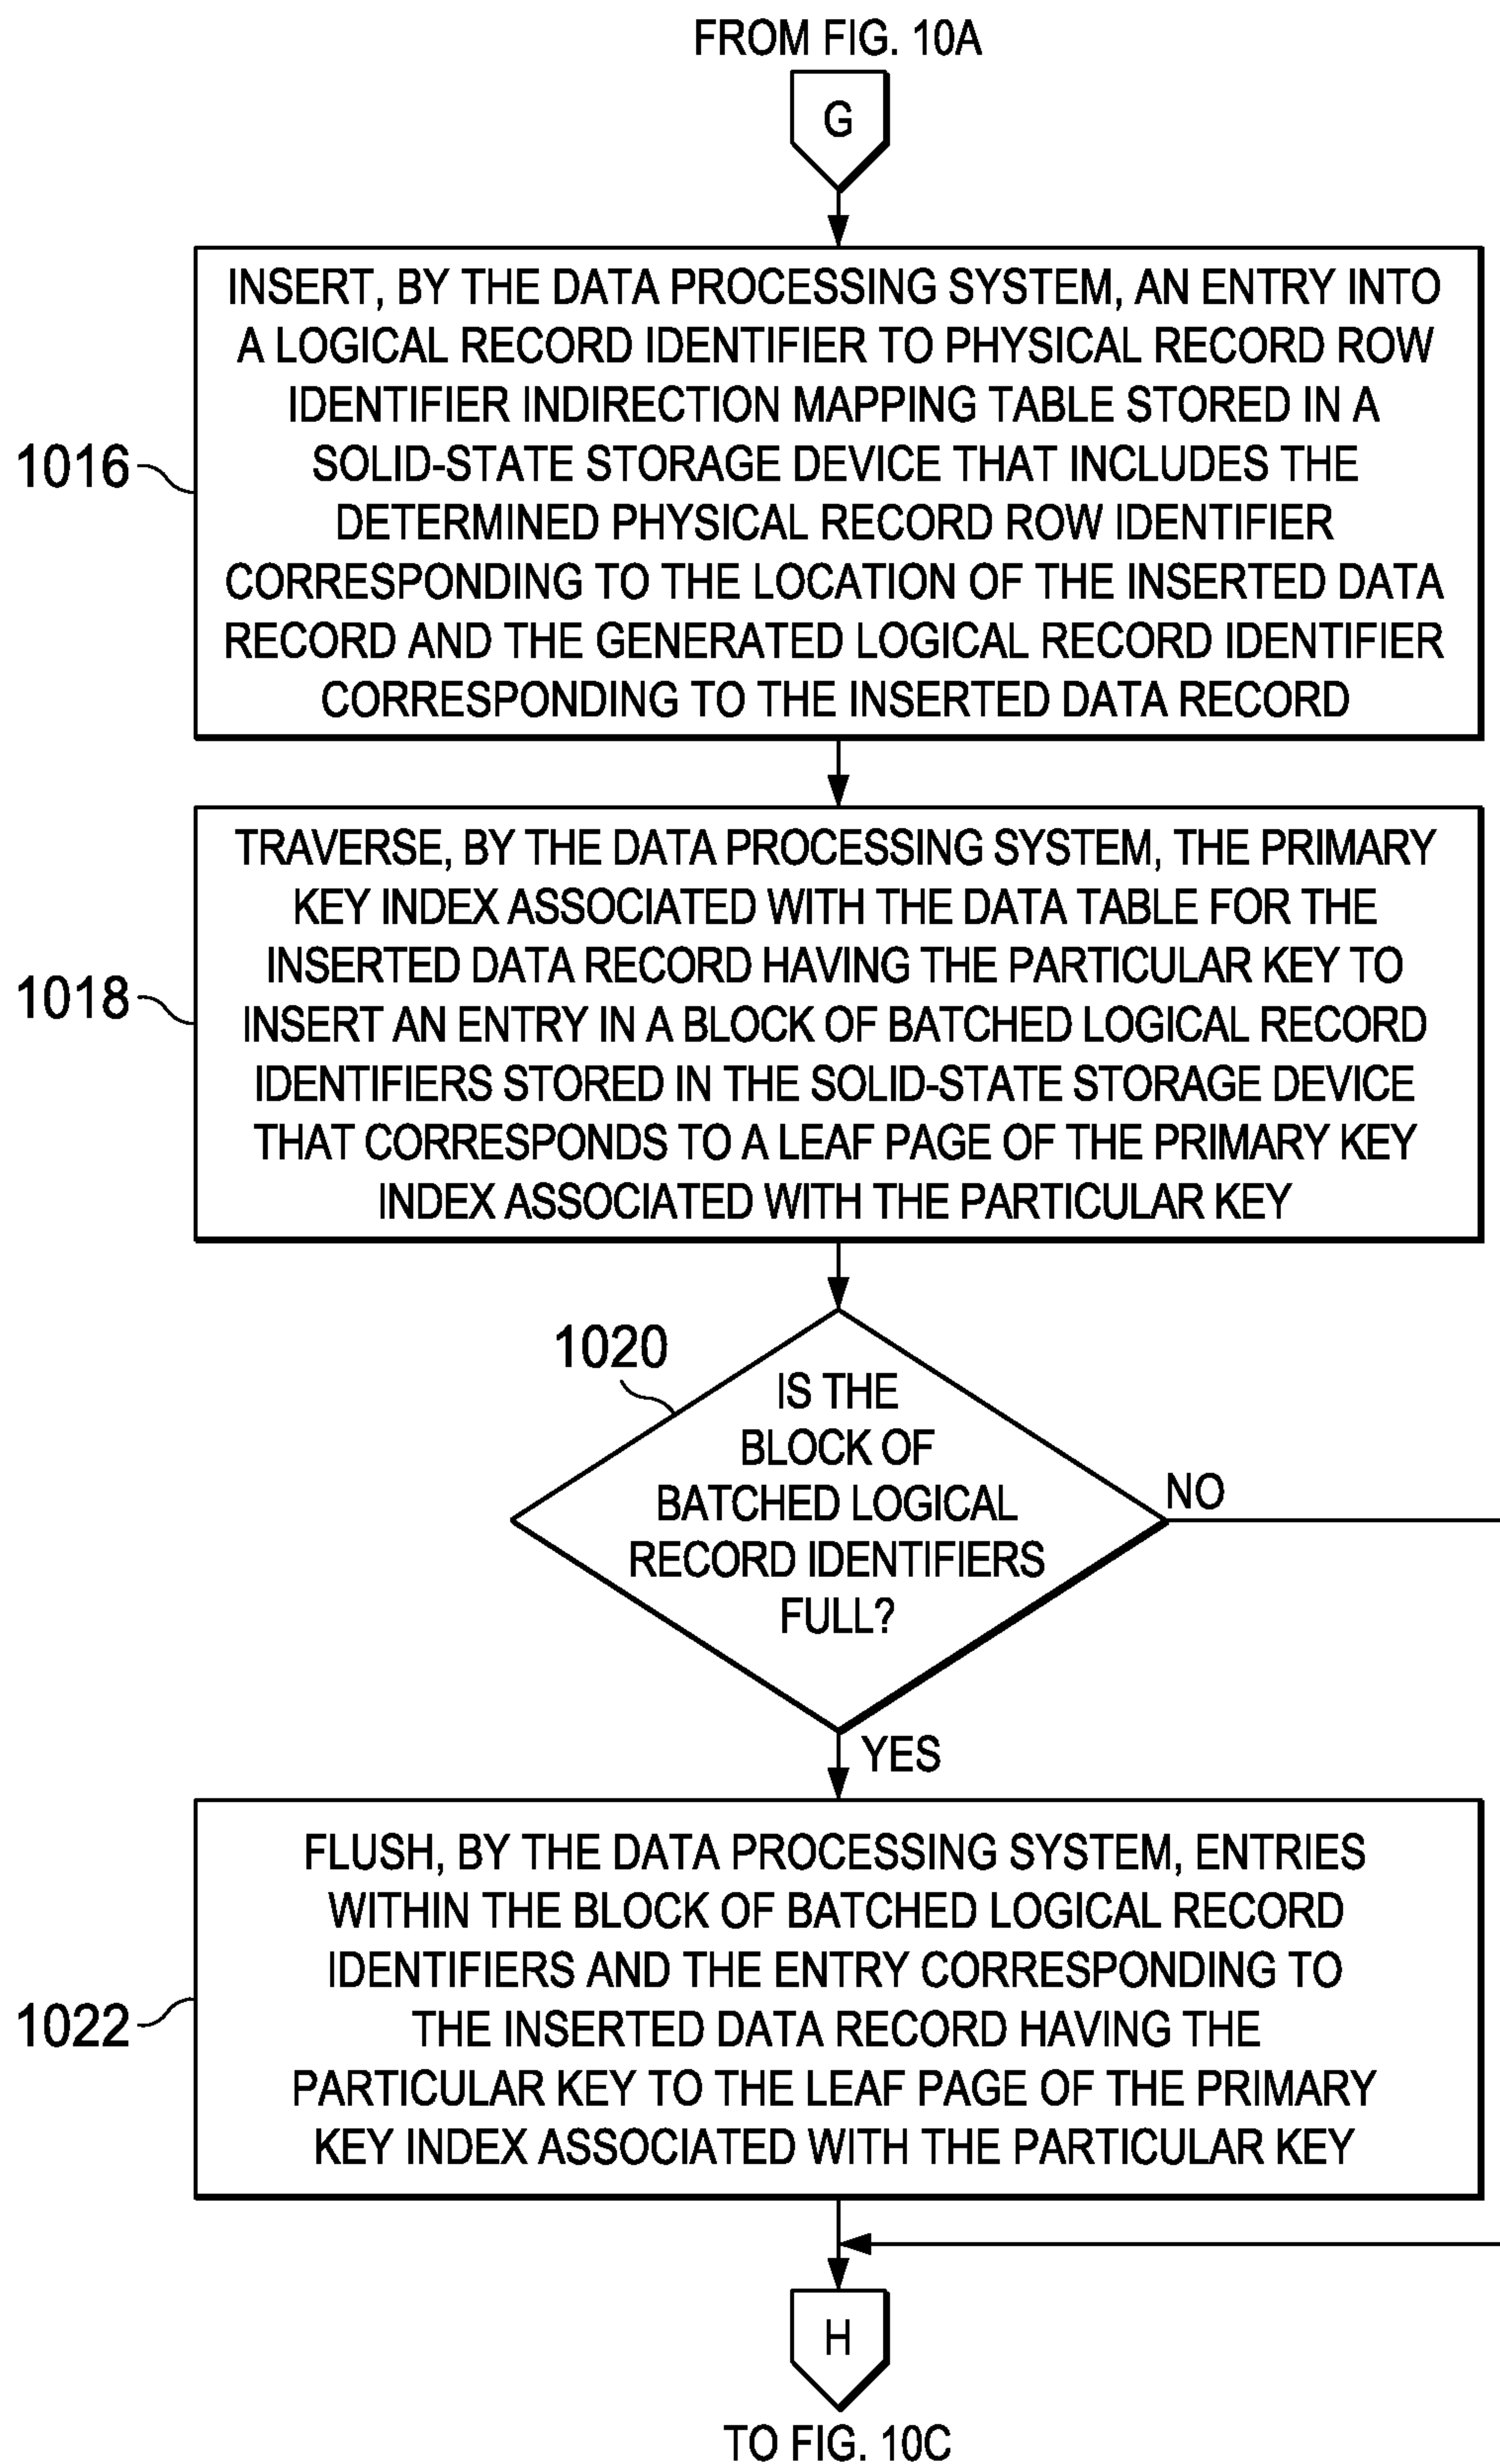 FROM FIG. 10A
G
INSERT, BY THE DATA PROCESSING SYSTEM, AN ENTRY INTO
A LOGICAL RECORD IDENTIFIER TO PHYSICAL RECORD ROW
IDENTIFIER INDIRECTION MAPPING TABLE STORED IN A
SOLID-STATE STORAGE DEVICE THAT INCLUDES THE
DETERMINED PHYSICAL RECORD ROW IDENTIFIER
CORRESPONDING TO THE LOCATION OF THE INSERTED DATA
RECORD AND THE GENERATED LOGICAL RECORD IDENTIFIER
CORRESPONDING TO THE INSERTED DATA RECORD
1016
TRAVERSE, BY THE DATA PROCESSING SYSTEM, THE PRIMARY
KEY INDEX ASSOCIATED WITH THE DATA TABLE FOR THE
INSERTED DATA RECORD HAVING THE PARTICULAR KEY TO
INSERT AN ENTRY IN A BLOCK OF BATCHED LOGICAL RECORD
IDENTIFIERS STORED IN THE SOLID-STATE STORAGE DEVICE
THAT CORRESPONDS TO A LEAF PAGE OF THE PRIMARY KEY
INDEX ASSOCIATED WITH THE PARTICULAR KEY
1018
1020
IS THE
BLOCK OF
BATCHED LOGICAL
RECORD IDENTIFIERS
FULL?
NO
YES
FLUSH, BY THE DATA PROCESSING SYSTEM, ENTRIES
WITHIN THE BLOCK OF BATCHED LOGICAL RECORD
IDENTIFIERS AND THE ENTRY CORRESPONDING TO
THE INSERTED DATA RECORD HAVING THE
PARTICULAR KEY TO THE LEAF PAGE OF THE PRIMARY
KEY INDEX ASSOCIATED WITH THE PARTICULAR KEY
1022
H
TO FIG. 10C